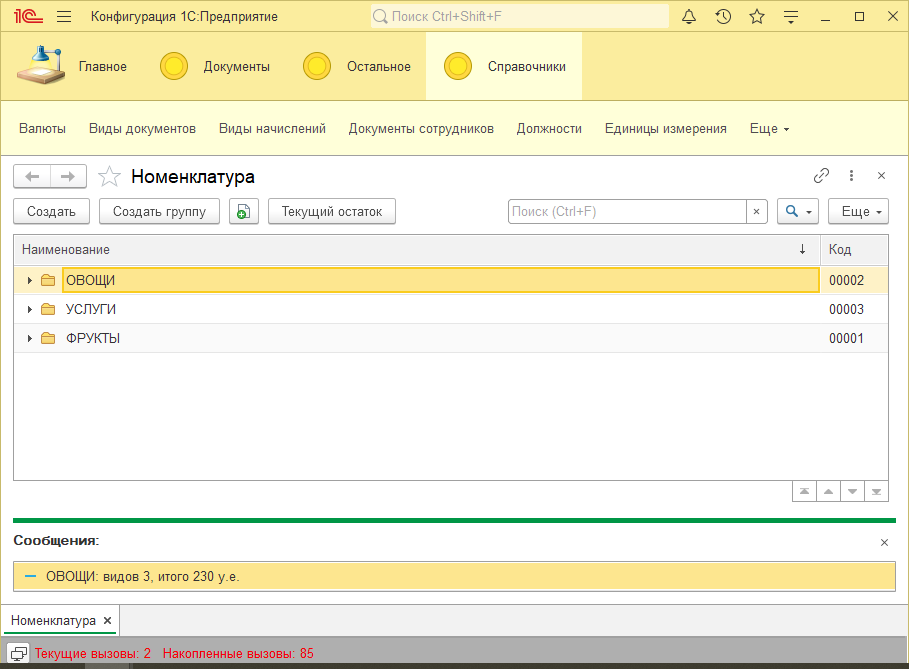 1С Конфигурация 1С:Предприятие Поиск Ctrl+Shift+F
Главное Документы Остальное Справочники
Валюты Виды документов Виды начислений Документы сотрудников Должности Единицы измерения Еще
Номенклатура
Создать Создать группу Текущий остаток Поиск (Ctrl+F) × Еще
Наименование ↓ Код
ОВОЩИ 00002
УСЛУГИ 00003
ФРУКТЫ 00001
Сообщения:
ОВОЩИ: видов 3, итого 230 у.е.
Номенклатура ×
Текущие вызовы: 2 Накопленные вызовы: 85